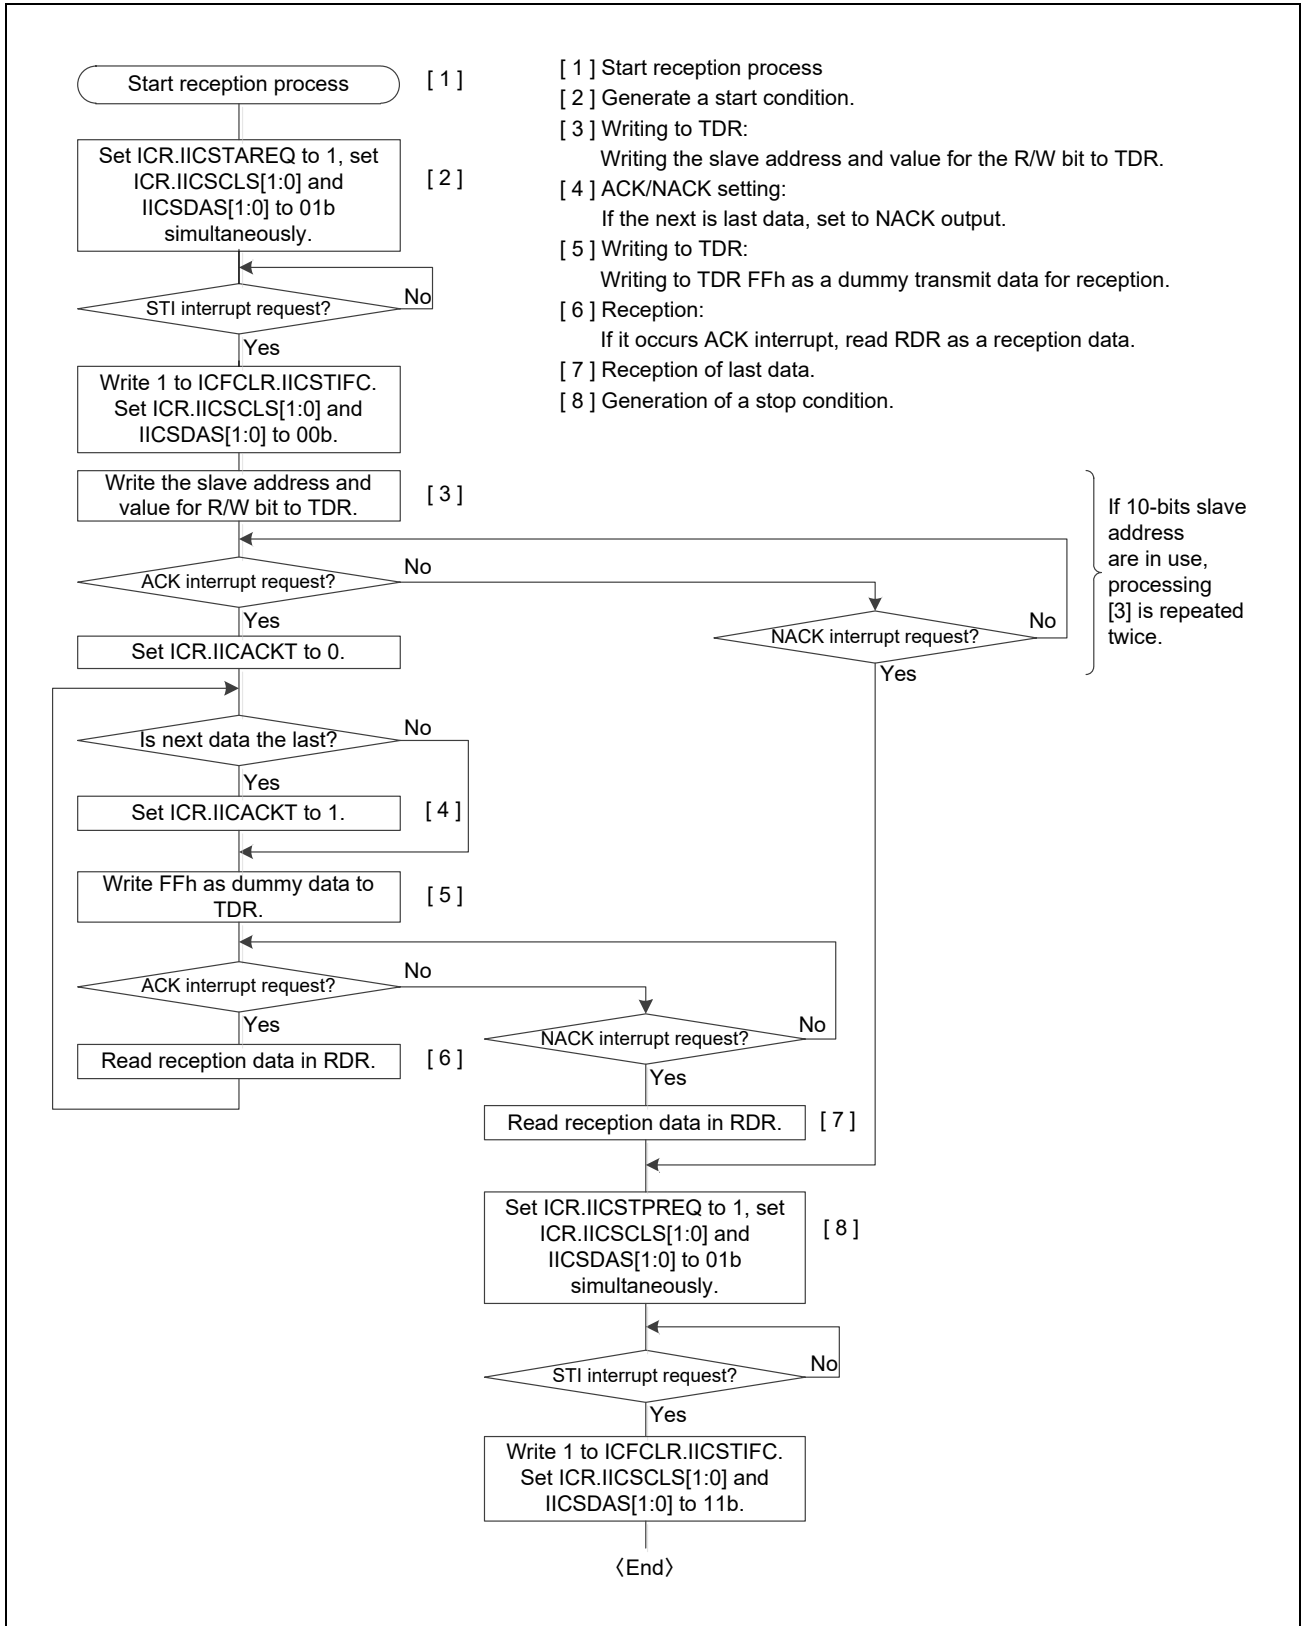 Start reception process
[ 1 ]
[ 1 ] Start reception process
[ 2 ] Generate a start condition.
[ 3 ] Writing to TDR:
Writing the slave address and value for the R/W bit to TDR.
[ 4 ] ACK/NACK setting:
If the next is last data, set to NACK output.
[ 5 ] Writing to TDR:
Writing to TDR FFh as a dummy transmit data for reception.
[ 6 ] Reception:
If it occurs ACK interrupt, read RDR as a reception data.
[ 7 ] Reception of last data.
[ 8 ] Generation of a stop condition.
Set ICR.IICSTAREQ to 1, set
ICR.IICSCLS[1:0] and
IICSDAS[1:0] to 01b
simultaneously.
[ 2 ]
STI interrupt request?
No
Yes
Write 1 to ICFCLR.IICSTIFC.
Set ICR.IICSCLS[1:0] and
IICSDAS[1:0] to 00b.
Write the slave address and
value for R/W bit to TDR.
[ 3 ]
If 10-bits slave
address
are in use,
processing
[3] is repeated
twice.
ACK interrupt request?
No
Yes
NACK interrupt request?
No
Yes
Set ICR.IICACKT to 0.
Is next data the last?
No
Yes
Set ICR.IICACKT to 1.
[ 4 ]
Write FFh as dummy data to
TDR.
[ 5 ]
ACK interrupt request?
No
Yes
NACK interrupt request?
No
Yes
Read reception data in RDR.
[ 6 ]
Read reception data in RDR.
[ 7 ]
Set ICR.IICSTPREQ to 1, set
ICR.IICSCLS[1:0] and
IICSDAS[1:0] to 01b
simultaneously.
[ 8 ]
STI interrupt request?
No
Yes
Write 1 to ICFCLR.IICSTIFC.
Set ICR.IICSCLS[1:0] and
IICSDAS[1:0] to 11b.
〈End〉